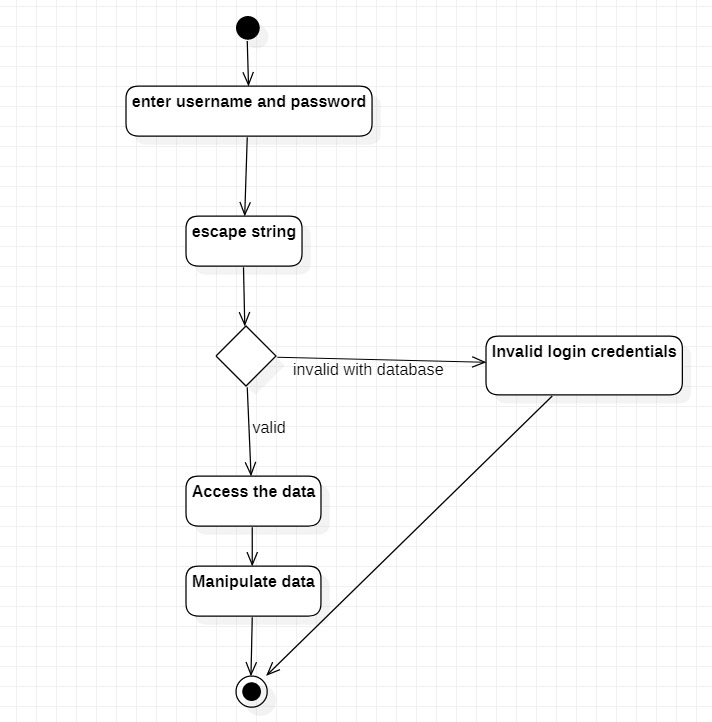 enter username and password
escape string
Invalid login credentials
invalid with database
valid
Access the data
Manipulate data